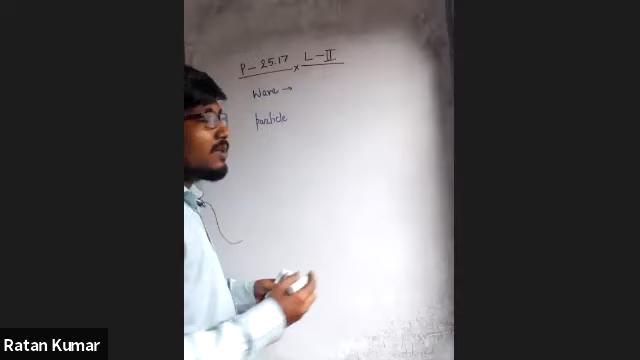 P - 25.17 × L - II
Wave →
particle
Ratan Kumar